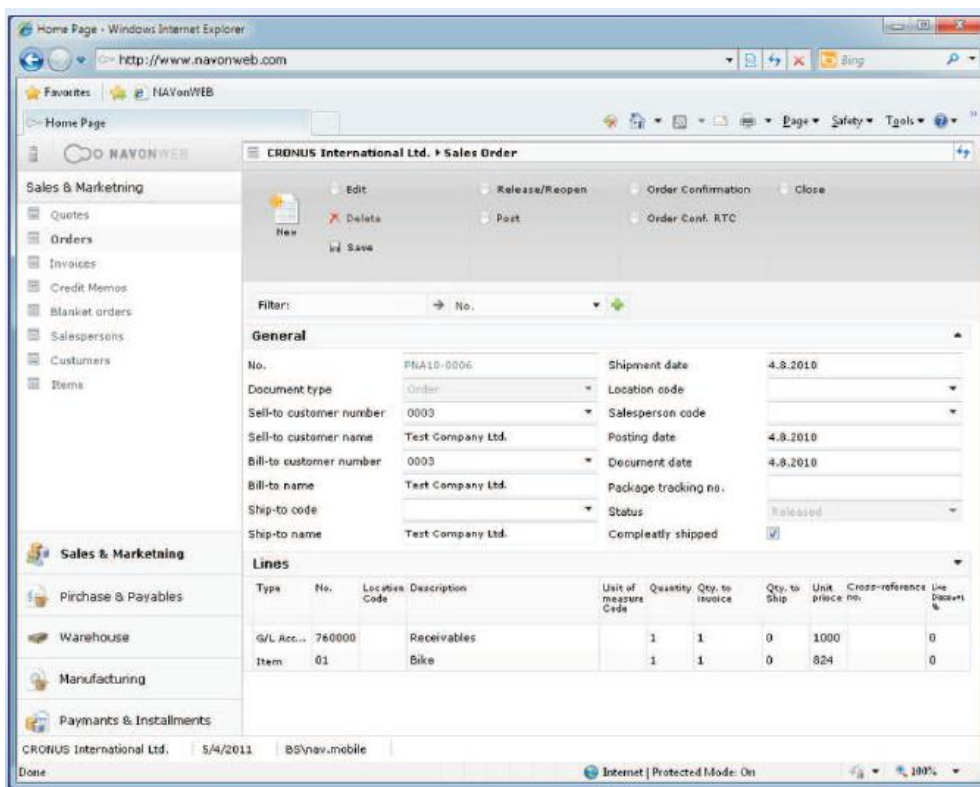 Home Page - Windows Internet Explorer
http://www.navonweb.com
Bing
Favorites NAVonWEB
Home Page
Page Safety Tools
NAVONWEB
CRONUS International Ltd. Sales Order
Sales & Marketning
Quotes
Orders
Invoices
Credit Memos
Blanket orders
Salespersons
Custumers
Items
Sales & Marketning
Pirchase & Payables
Warehouse
Manufacturing
Paymants & Installments
New
Edit
Delete
Save
Release/Reopen
Post
Order Confirmation
Order Conf. RTC
Close
Filter: No.
General
No. PNA10-0006 Shipment date 4.8.2010
Document type Order Location code
Sell-to customer number 0003 Salesperson code
Sell-to customer name Test Company Ltd. Posting date 4.8.2010
Bill-to customer number 0003 Document date 4.8.2010
Bill-to name Test Company Ltd. Package tracking no.
Ship-to code Status Released
Ship-to name Test Company Ltd. Compleatly shipped
Lines
Type No. Location Code Description Unit of measure Code Quantity Qty. to invoice Qty. to Ship Unit prioce Cross-reference no. Line Discount %
G/L Acc... 760000 Receivables 1 1 0 1000 0
Item 01 Bike 1 1 0 824 0
CRONUS International Ltd. 5/4/2011 BS\nav.mobile
Done Internet | Protected Mode: On 100%